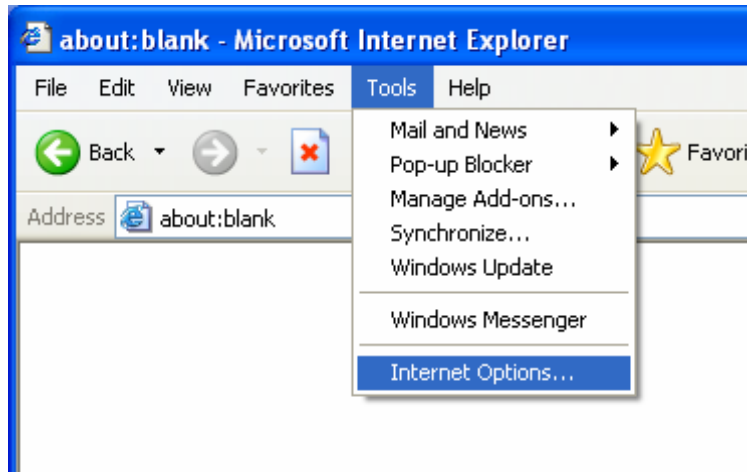 about:blank - Microsoft Internet Explorer
File Edit View Favorites Tools Help
Back
Favori
Address about:blank
Mail and News
Pop-up Blocker
Manage Add-ons...
Synchronize...
Windows Update
Windows Messenger
Internet Options...